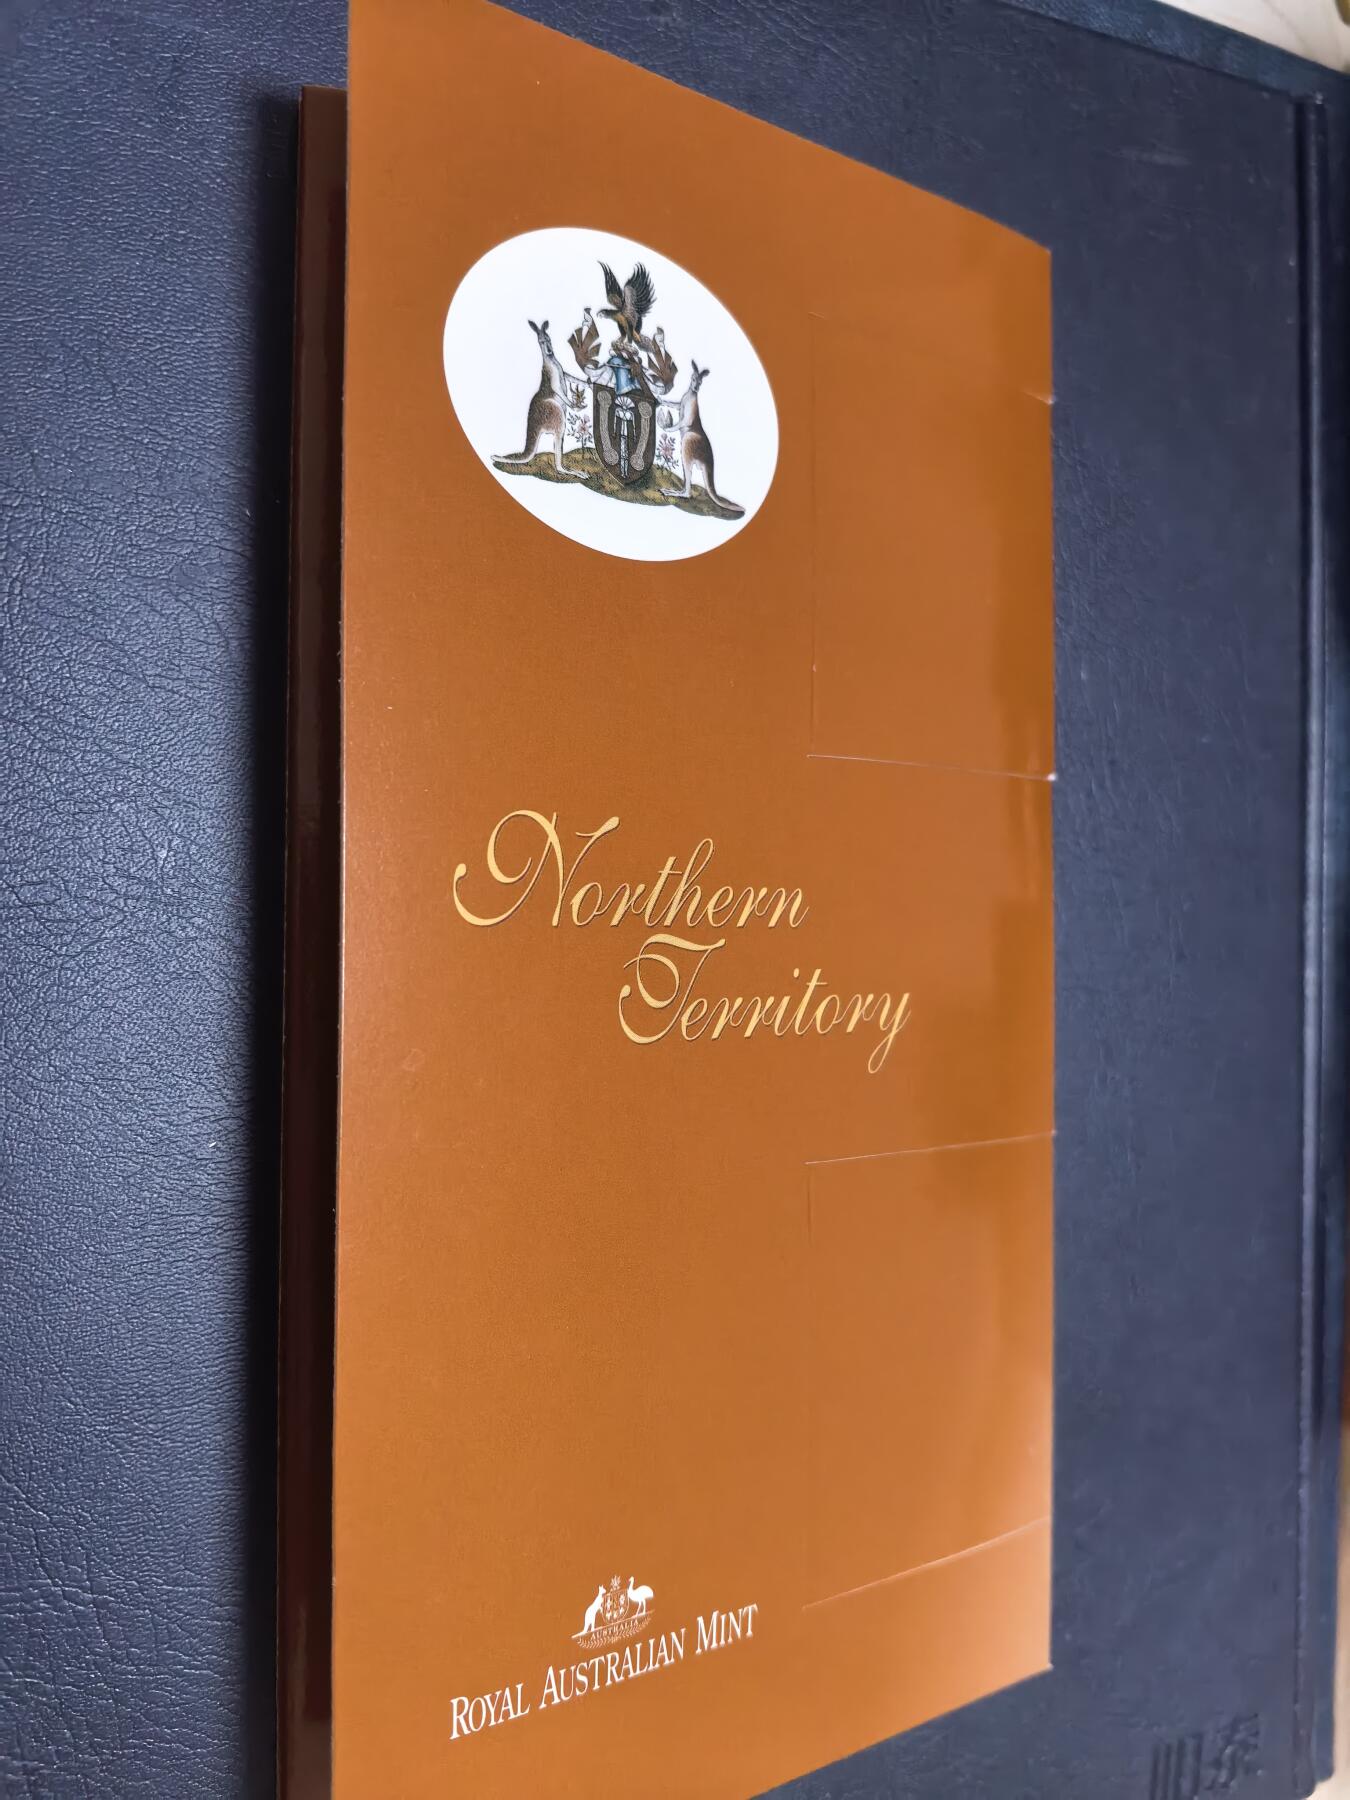 Northern
Territory
AUSTRALIA
ROYAL AUSTRALIAN MINT